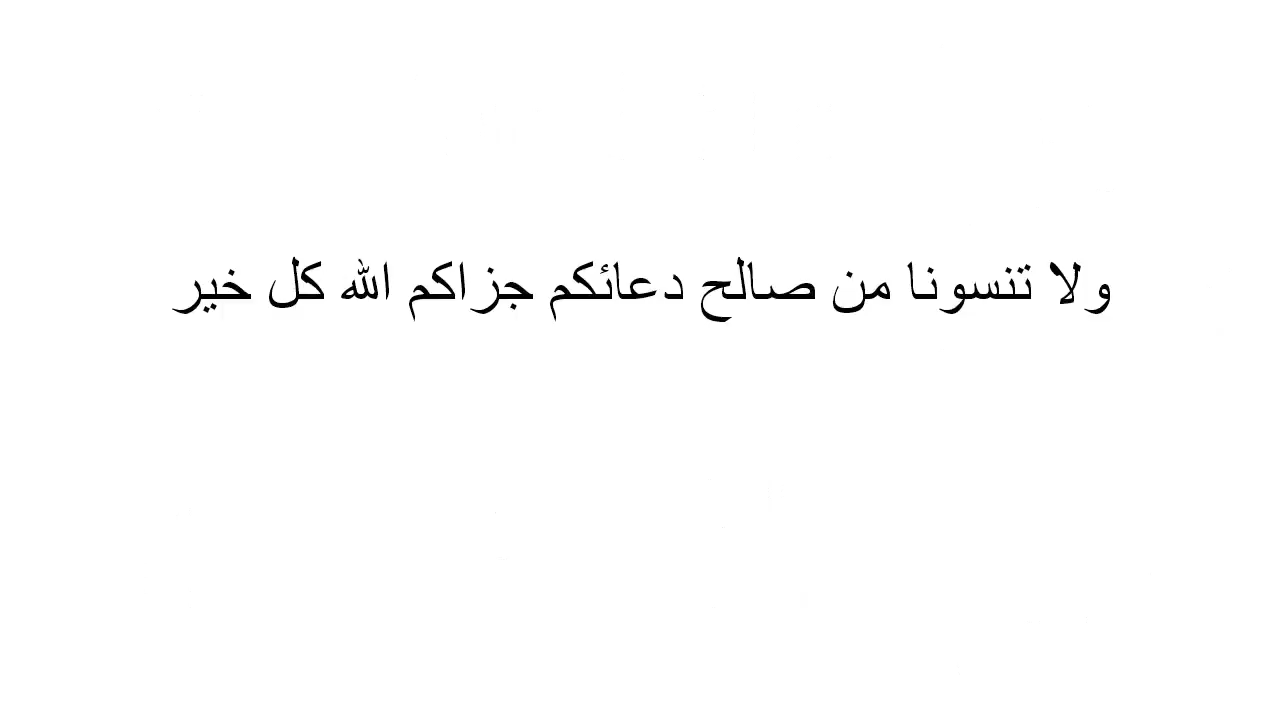 ولا تنسونا من صالح دعائكم جزاكم الله كل خير